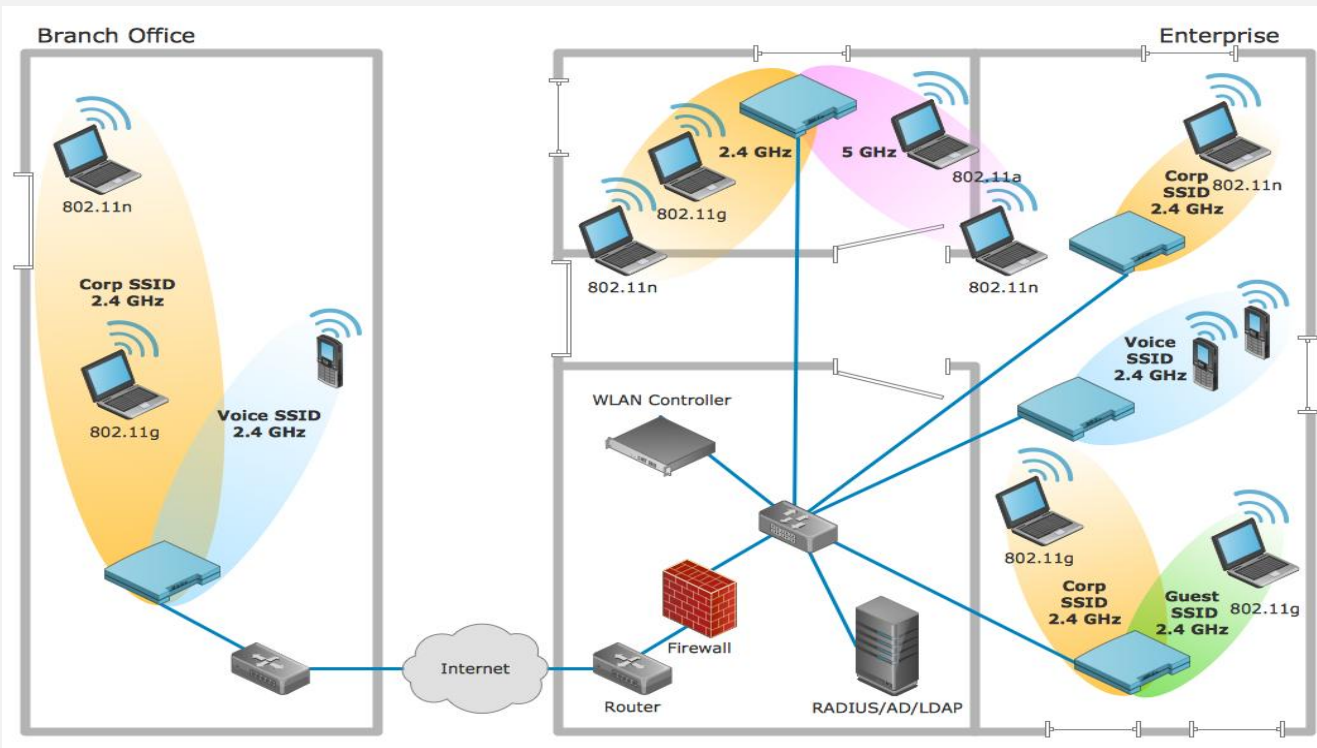 Branch Office
Enterprise
802.11n
Corp SSID
2.4 GHz
802.11g
Voice SSID
2.4 GHz
2.4 GHz
5 GHz
802.11g
802.11n
802.11a
802.11n
Corp
SSID
2.4 GHz
802.11n
Voice
SSID
2.4 GHz
WLAN Controller
802.11g
Corp
SSID
2.4 GHz
Guest
SSID
2.4 GHz
802.11g
Firewall
Internet
Router
RADIUS/AD/LDAP